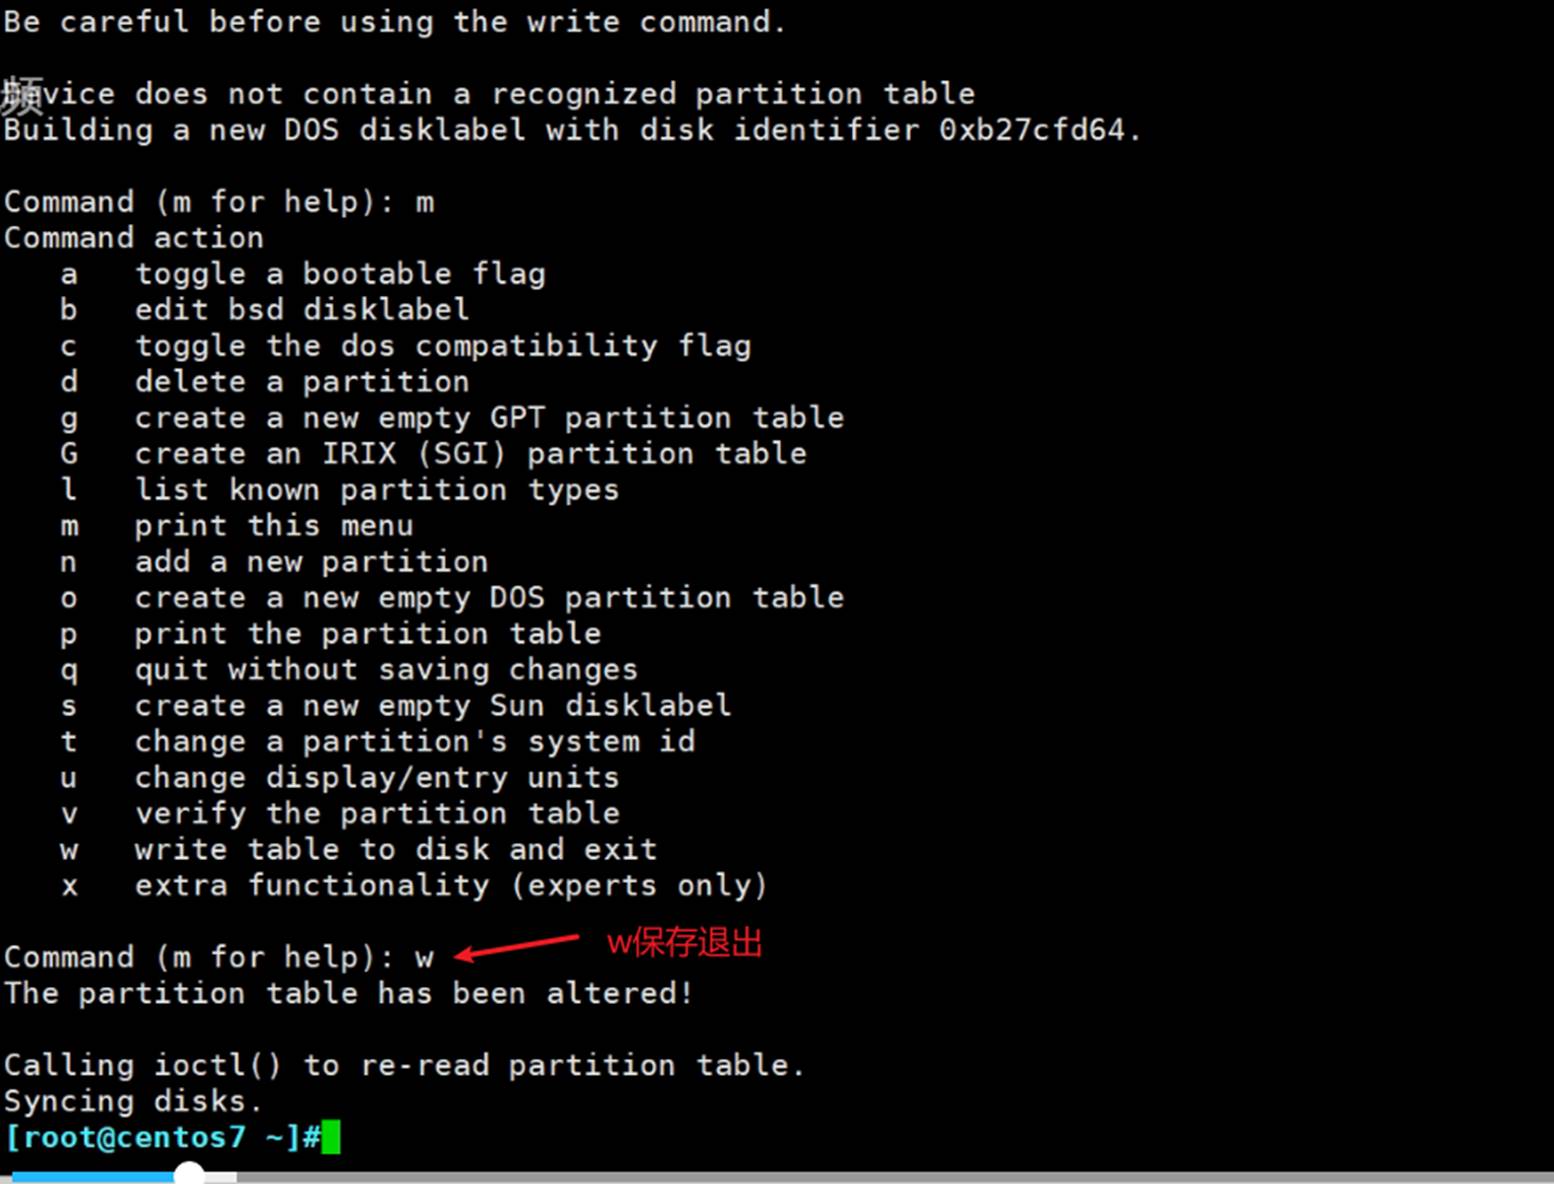 Be careful before using the write command.
频
Device does not contain a recognized partition table
Building a new DOS disklabel with disk identifier 0xb27cfd64.
Command (m for help): m
Command action
a toggle a bootable flag
b edit bsd disklabel
c toggle the dos compatibility flag
d delete a partition
g create a new empty GPT partition table
G create an IRIX (SGI) partition table
l list known partition types
m print this menu
n add a new partition
o create a new empty DOS partition table
p print the partition table
q quit without saving changes
s create a new empty Sun disklabel
t change a partition's system id
u change display/entry units
v verify the partition table
w write table to disk and exit
x extra functionality (experts only)
Command (m for help): w
w保存退出
The partition table has been altered!
Calling ioctl() to re-read partition table.
Syncing disks.
[root@centos7 ~]#